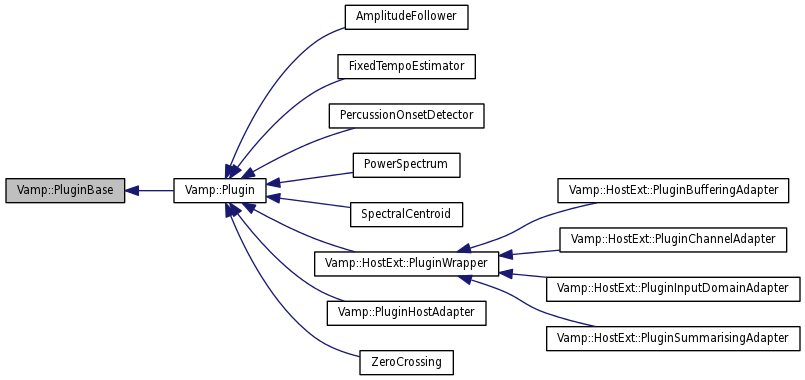 AmplitudeFollower
FixedTempoEstimator
PercussionOnsetDetector
PowerSpectrum
Vamp::PluginBase
Vamp::Plugin
Vamp::HostExt::PluginBufferingAdapter
SpectralCentroid
Vamp::HostExt::PluginChannelAdapter
Vamp::HostExt::PluginWrapper
Vamp::HostExt::PluginInputDomainAdapter
Vamp::PluginHostAdapter
Vamp::HostExt::PluginSummarisingAdapter
ZeroCrossing